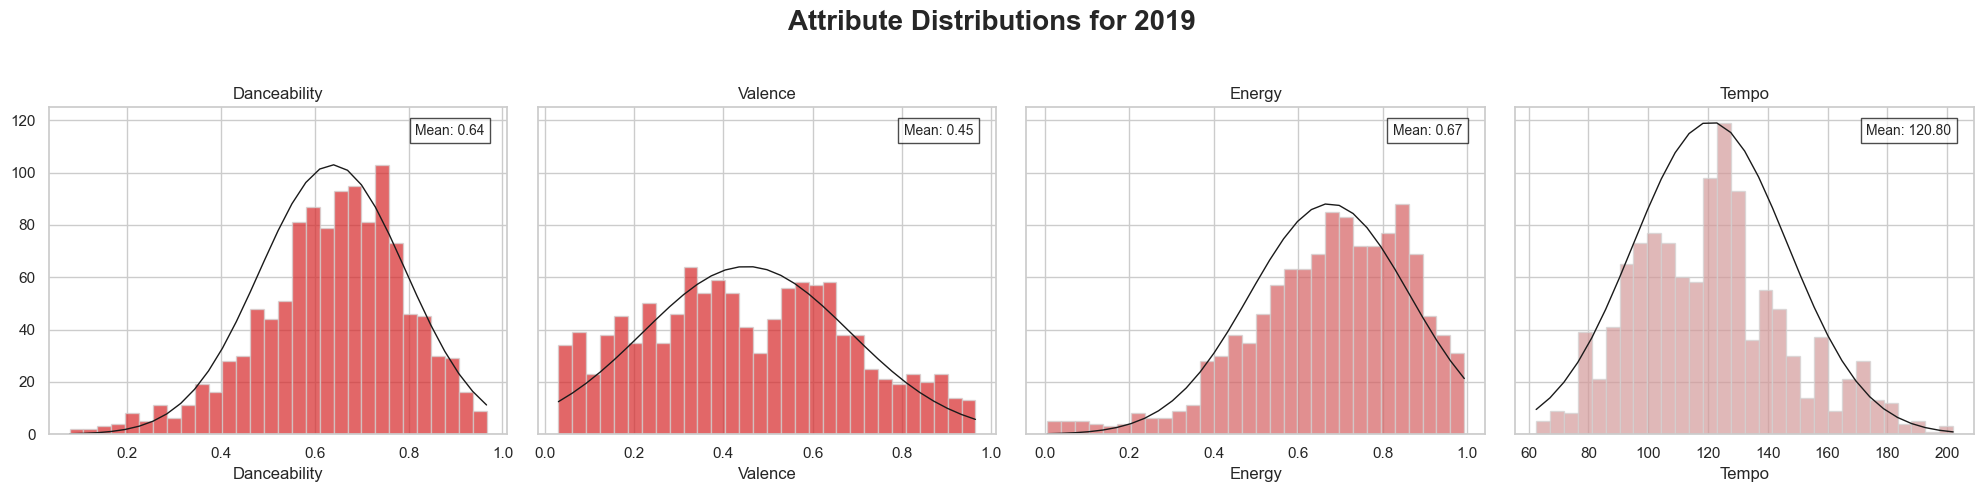 Attribute Distributions for 2019
Danceability
Valence
Energy
Tempo
Mean: 0.64
Mean: 0.45
Mean: 0.67
Mean: 120.80
120
100
80
60
40
20
0
0.2 0.4 0.6 0.8 1.0
0.0 0.2 0.4 0.6 0.8 1.0
0.0 0.2 0.4 0.6 0.8 1.0
60 80 100 120 140 160 180 200
Danceability
Valence
Energy
Tempo